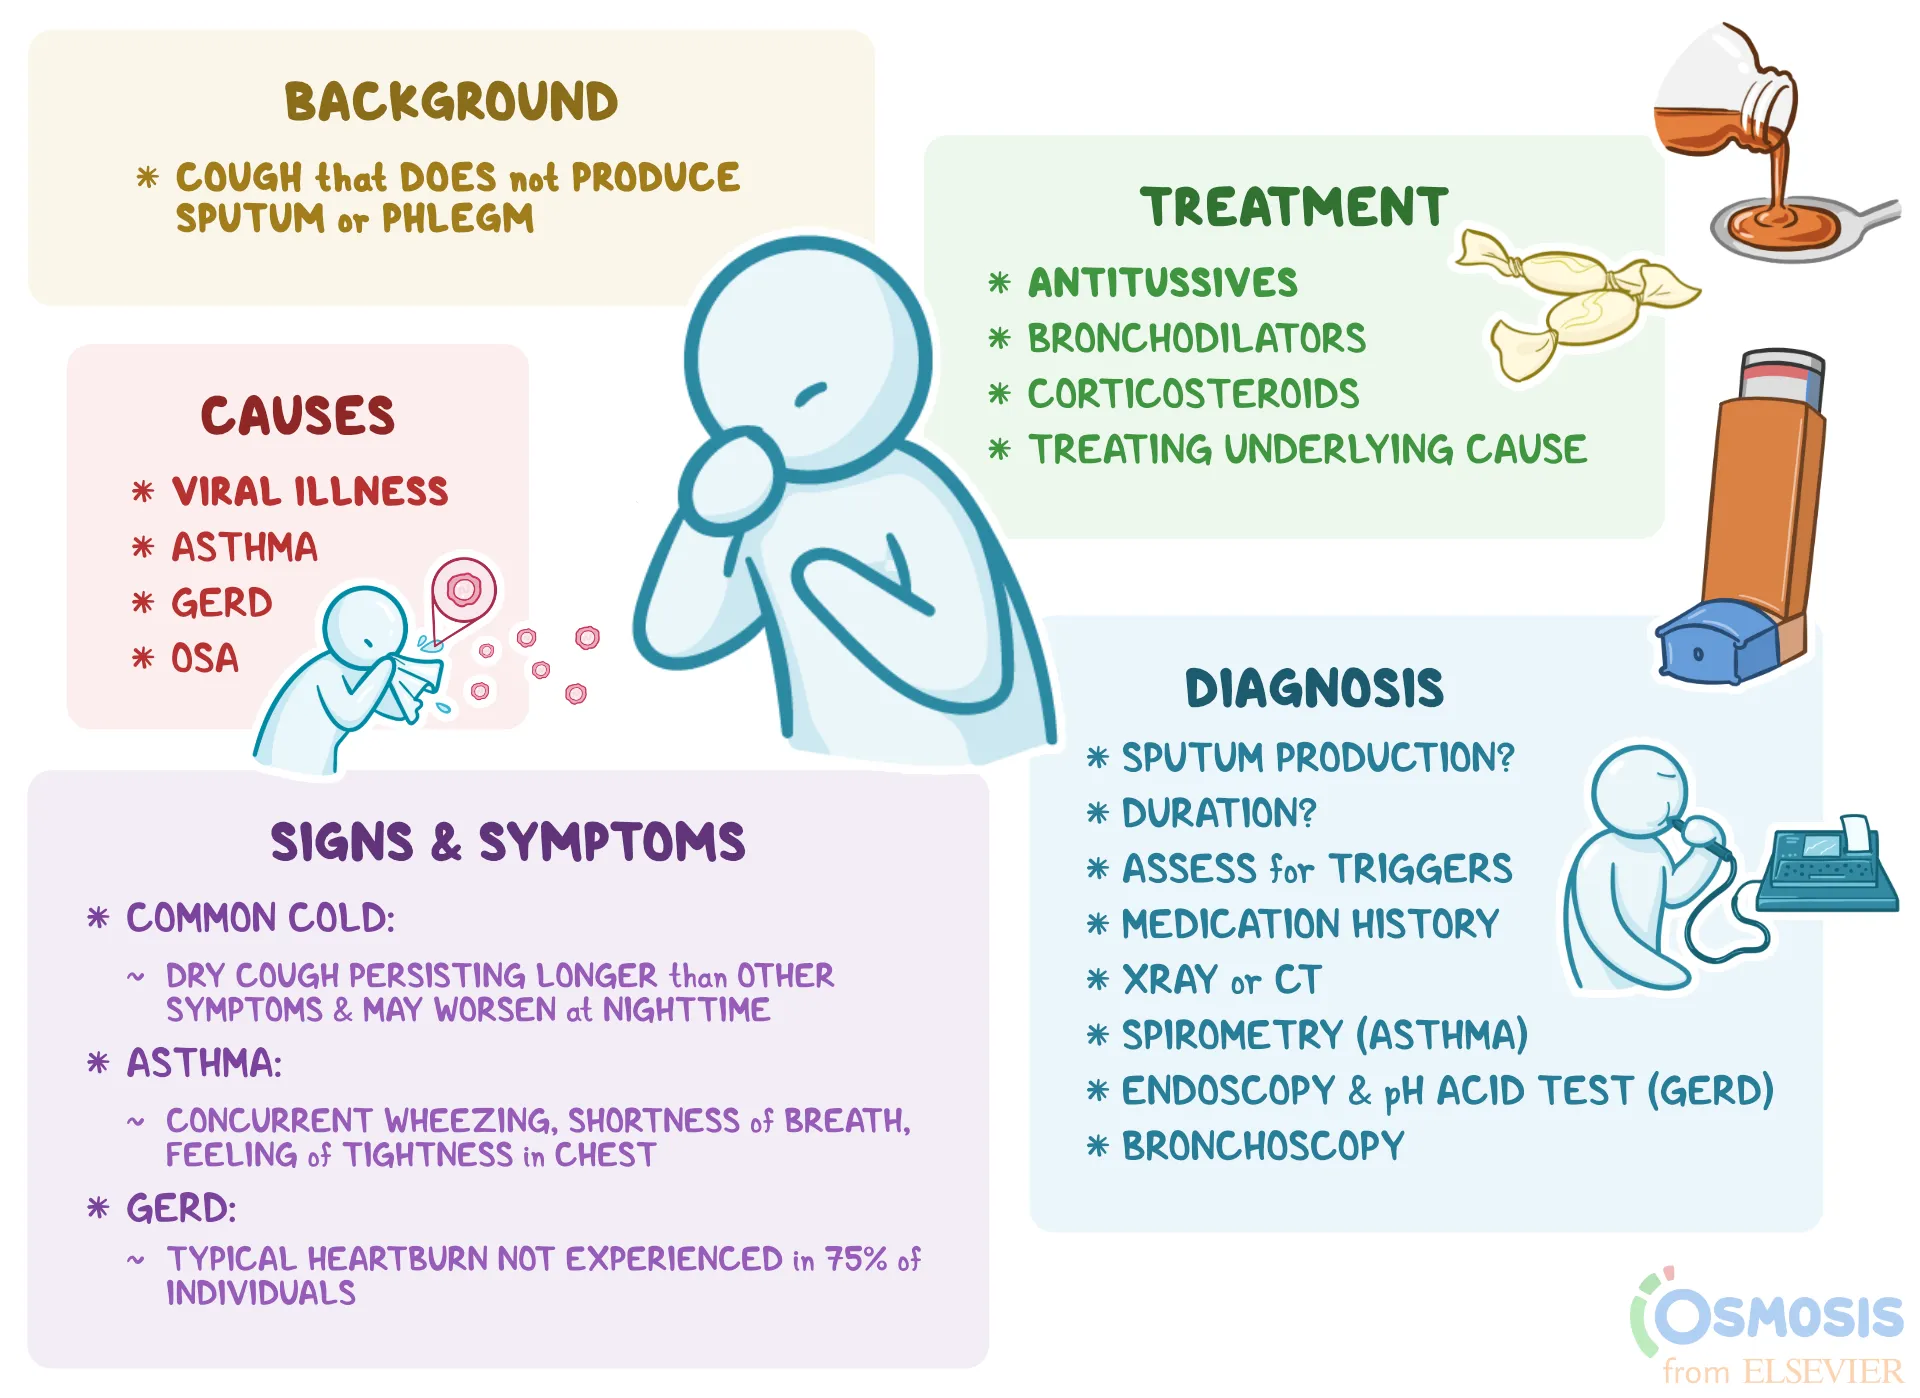 BACKGROUND
* COUGH that DOES not PRODUCE
SPUTUM or PHLEGM
CAUSES
* VIRAL ILLNESS
* ASTHMA
* GERD
* OSA
SIGNS & SYMPTOMS
* COMMON COLD:
~ DRY COUGH PERSISTING LONGER than OTHER
SYMPTOMS & MAY WORSEN at NIGHTTIME
* ASTHMA:
~ CONCURRENT WHEEZING, SHORTNESS of BREATH,
FEELING of TIGHTNESS in CHEST
* GERD:
~ TYPICAL HEARTBURN NOT EXPERIENCED in 75% of
INDIVIDUALS
TREATMENT
* ANTITUSSIVES
* BRONCHODILATORS
* CORTICOSTEROIDS
* TREATING UNDERLYING CAUSE
DIAGNOSIS
* SPUTUM PRODUCTION?
* DURATION?
* ASSESS for TRIGGERS
* MEDICATION HISTORY
* XRAY or CT
* SPIROMETRY (ASTHMA)
* ENDOSCOPY & pH ACID TEST (GERD)
* BRONCHOSCOPY
OSMOSIS
from ELSEVIER